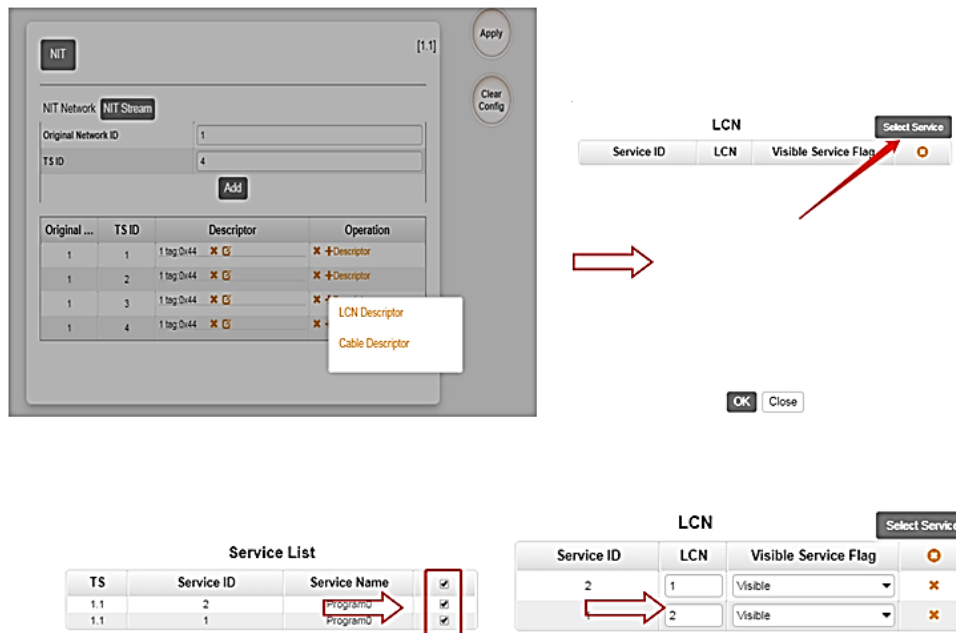 NIT
[1.1]
Apply
Clear
Config
NIT Network NIT Stream
Original Network ID 1
TS ID 4
Add
Original ... TS ID Descriptor Operation
1 1 1 tag:0x44 Descriptor
1 2 1 tag:0x44 Descriptor
1 3 1 tag:0x44
1 4 1 tag:0x44
LCN Descriptor
Cable Descriptor
LCN
Select Service
Service ID LCN Visible Service Flag
OK Close
Service List
TS Service ID Service Name
1.1 2 Program0
1.1 1 Program0
LCN
Select Service
Service ID LCN Visible Service Flag
2 1 Visible
1 2 Visible